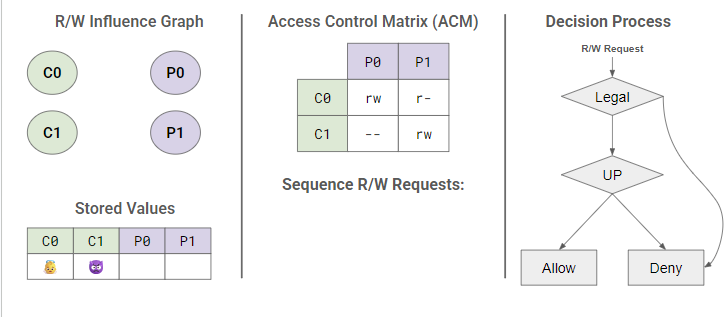 R/W Influence Graph
C0
P0
C1
P1
Stored Values
C0 C1 P0 P1
Access Control Matrix (ACM)
P0 P1
C0 rw r-
C1 -- rw
Sequence R/W Requests:
Decision Process
R/W Request
Legal
UP
Allow
Deny